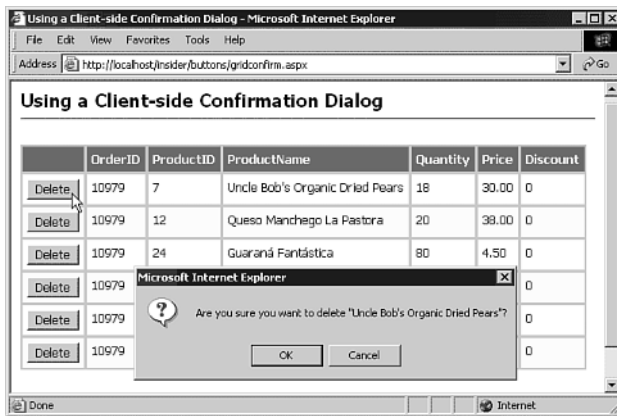 Using a Client-side Confirmation Dialog - Microsoft Internet Explorer
File Edit View Favorites Tools Help
Address http://localhost/insider/buttons/gridconfirm.aspx Go
Using a Client-side Confirmation Dialog
OrderID ProductID ProductName Quantity Price Discount
Delete 10979 7 Uncle Bob's Organic Dried Pears 18 30.00 0
Delete 10979 12 Queso Manchego La Pastora 20 38.00 0
Delete 10979 24 Guaraná Fantástica 80 4.50 0
Delete 10979 0
Delete 10979 0
Delete 10979 0
Microsoft Internet Explorer
Are you sure you want to delete "Uncle Bob's Organic Dried Pears"?
OK Cancel
Done Internet